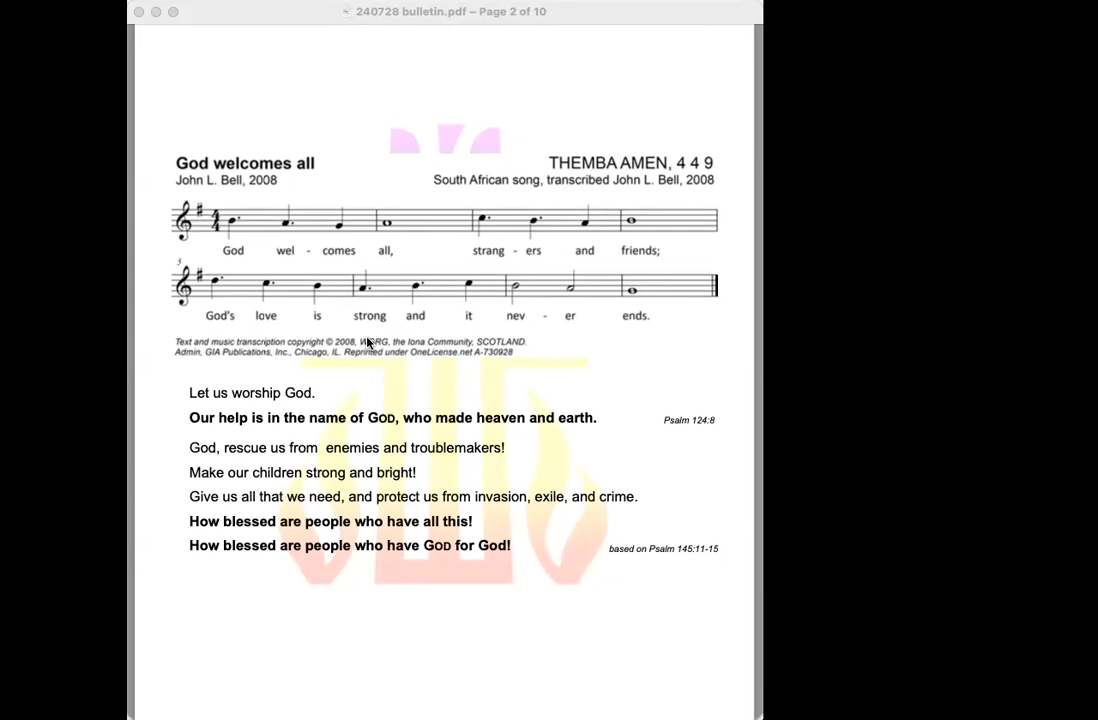 240728 bulletin.pdf – Page 2 of 10
God welcomes all THEMBA AMEN, 4 4 9
John L. Bell, 2008 South African song, transcribed John L. Bell, 2008
God wel - comes all, strang - ers and friends;
5
God's love is strong and it nev - er ends.
Text and music transcription copyright © 2008, WGRG, the Iona Community, SCOTLAND.
Admin, GIA Publications, Inc., Chicago, IL. Reprinted under OneLicense.net A-730928
Let us worship God.
Our help is in the name of GOD, who made heaven and earth. Psalm 124:8
God, rescue us from  enemies and troublemakers!
Make our children strong and bright!
Give us all that we need, and protect us from invasion, exile, and crime.
How blessed are people who have all this!
How blessed are people who have GOD for God! based on Psalm 145:11-15